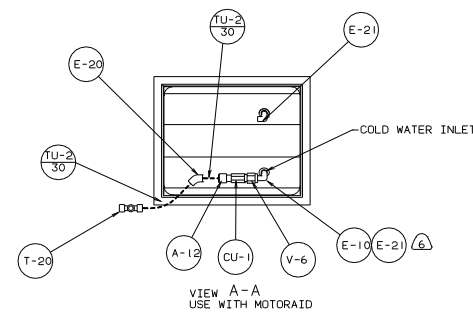 TU-2
30
E-21
E-20
COLD WATER INLET
TU-2
30
T-20
A-12
CU-1
V-6
E-10
E-21
6
VIEW A-A
USE WITH MOTORAID